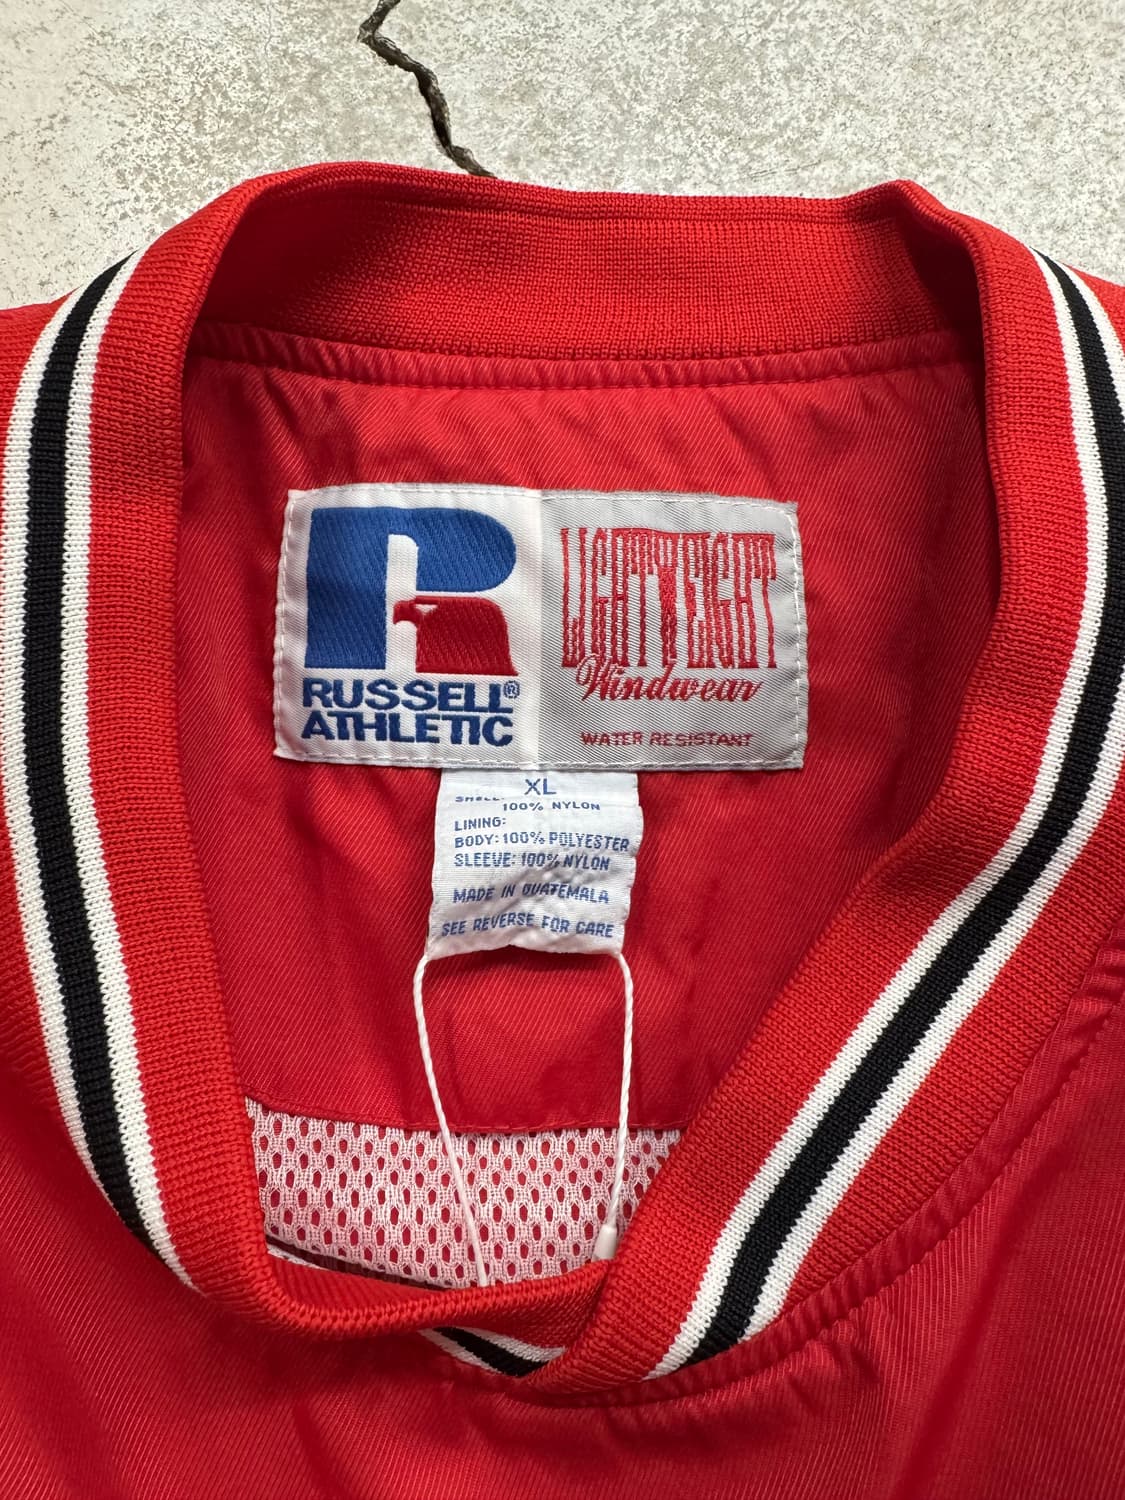 RUSSELL®
ATHLETIC
LIGHTWEIGHT
Windwear
WATER RESISTANT
XL
SHELL:
100% NYLON
LINING:
BODY: 100% POLYESTER
SLEEVE: 100% NYLON
MADE IN GUATEMALA
SEE REVERSE FOR CARE